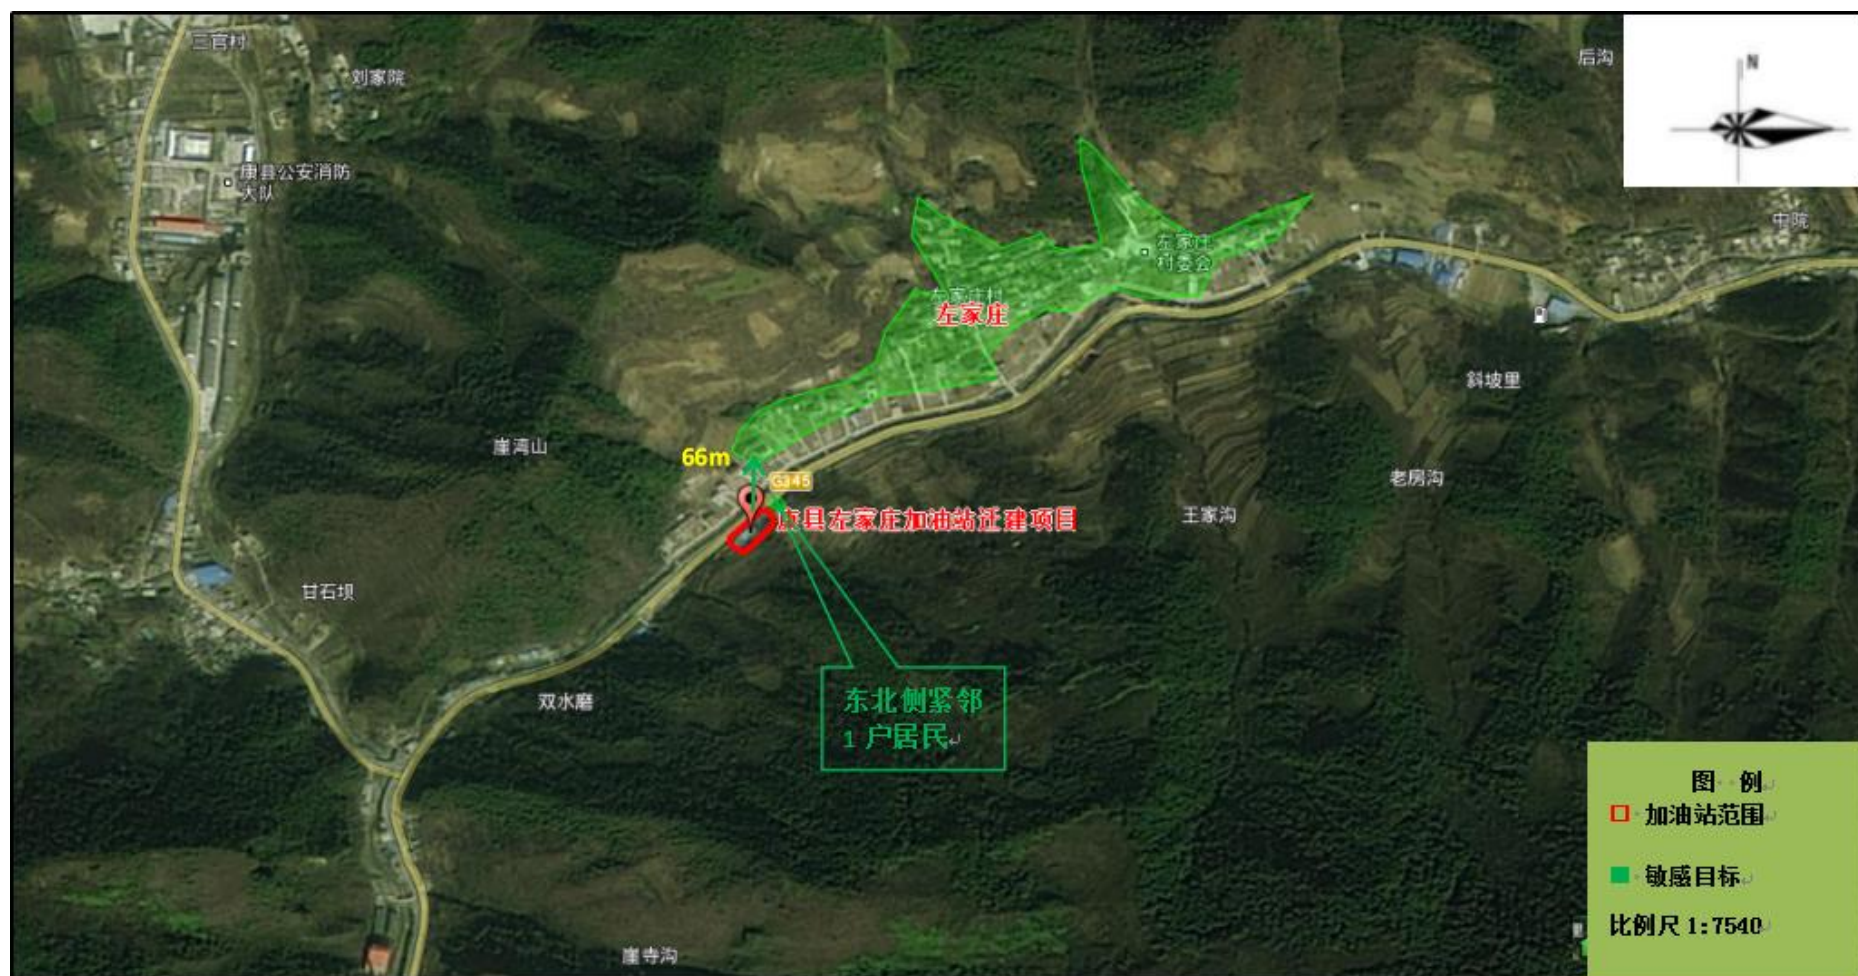 三官村
刘家院
后沟
N
康县公安消防
大队
中院
左家庄
村委会
左家庄村
左家庄
斜坡里
崖湾山
66m
G345
老房沟
王家沟
康县左家庄加油站迁建项目
甘石坝
双水磨
东北侧紧邻
1 户居民
图 例
加油站范围
敏感目标
比例尺 1:7540
崖寺沟